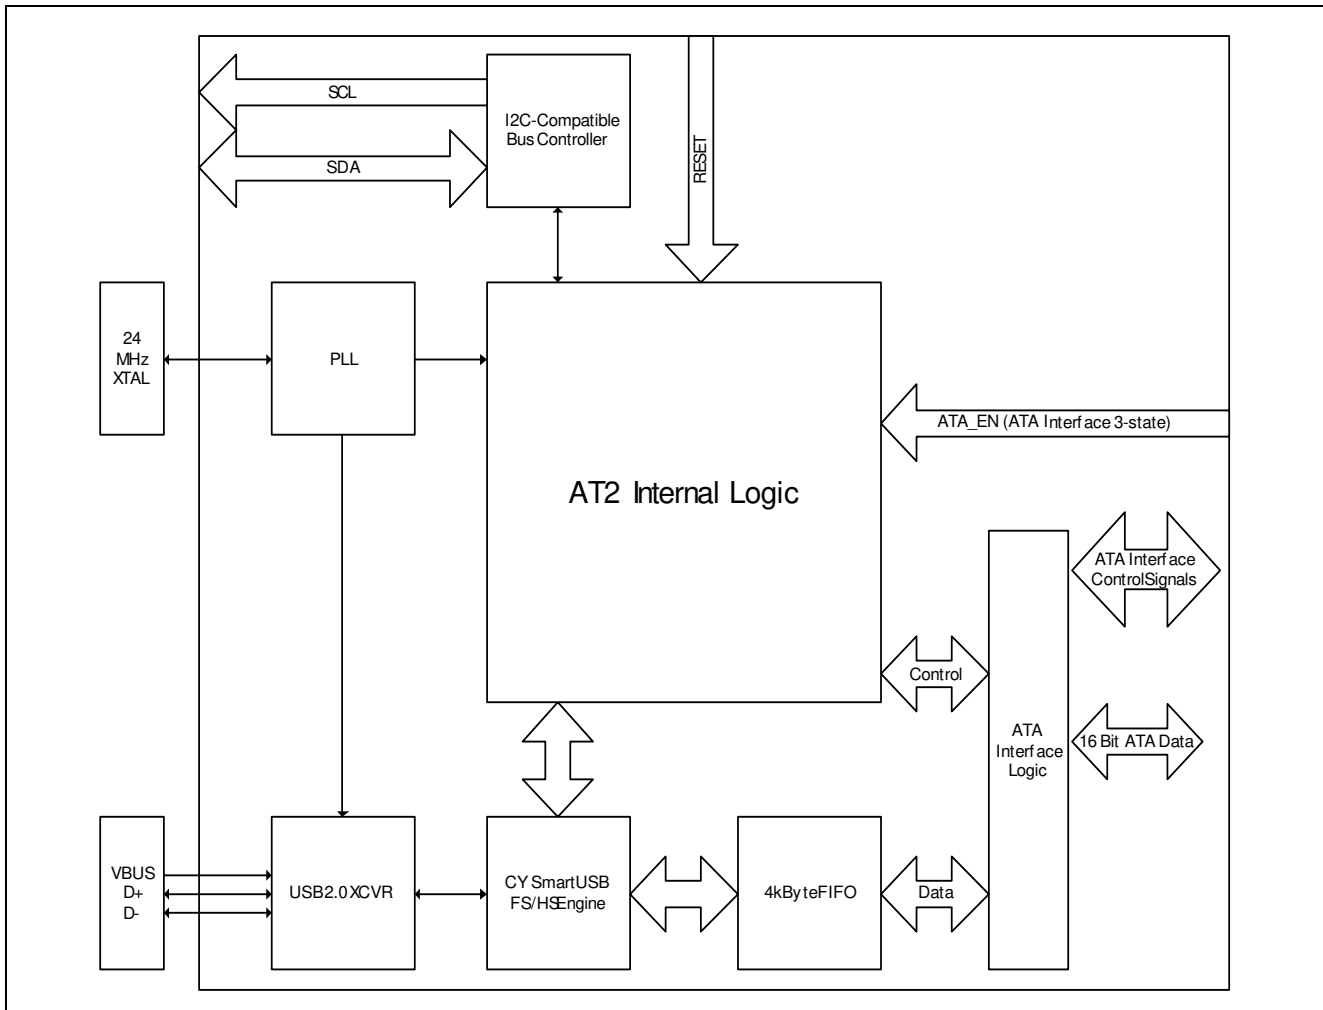 SCL
I2C-Compatible
Bus Controller
SDA
RESET
24
MHz
XTAL
PLL
ATA_EN (ATA Interface 3-state)
AT2 Internal Logic
ATA Interface
ControlSignals
Control
ATA
Interface
Logic
16 Bit ATA Data
VBUS
D+
D-
USB2.0XCVR
CY SmartUSB
FS/HSEngine
4kByteFIFO
Data